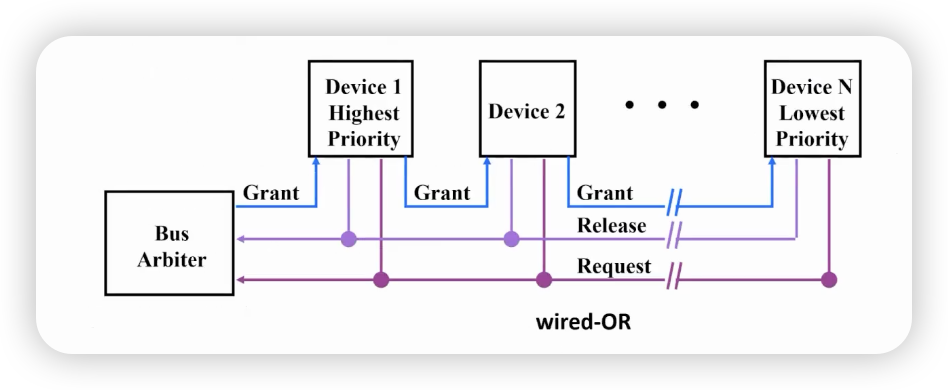 Device 1
Highest
Priority
Device 2
• • •
Device N
Lowest
Priority
Grant
Grant
Grant
Bus
Arbiter
Release
Request
wired-OR